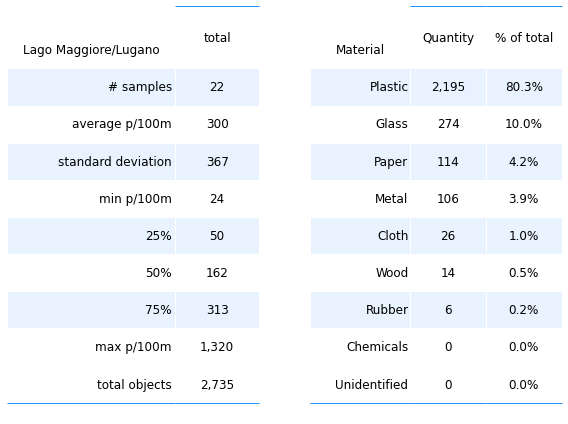 Lago Maggiore/Lugano total
# samples 22
average p/100m 300
standard deviation 367
min p/100m 24
25% 50
50% 162
75% 313
max p/100m 1,320
total objects 2,735
Material Quantity % of total
Plastic 2,195 80.3%
Glass 274 10.0%
Paper 114 4.2%
Metal 106 3.9%
Cloth 26 1.0%
Wood 14 0.5%
Rubber 6 0.2%
Chemicals 0 0.0%
Unidentified 0 0.0%